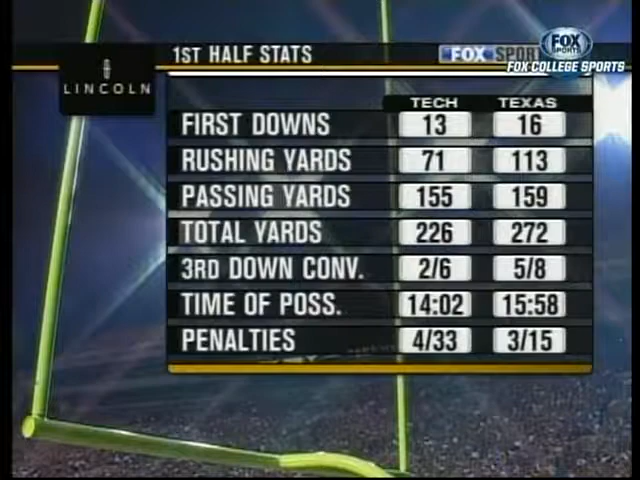 1ST HALF STATS
FOX SPORT
FOX SPORTS
FOX COLLEGE SPORTS
LINCOLN
TECH TEXAS
FIRST DOWNS 13 16
RUSHING YARDS 71 113
PASSING YARDS 155 159
TOTAL YARDS 226 272
3RD DOWN CONV. 2/6 5/8
TIME OF POSS. 14:02 15:58
PENALTIES 4/33 3/15